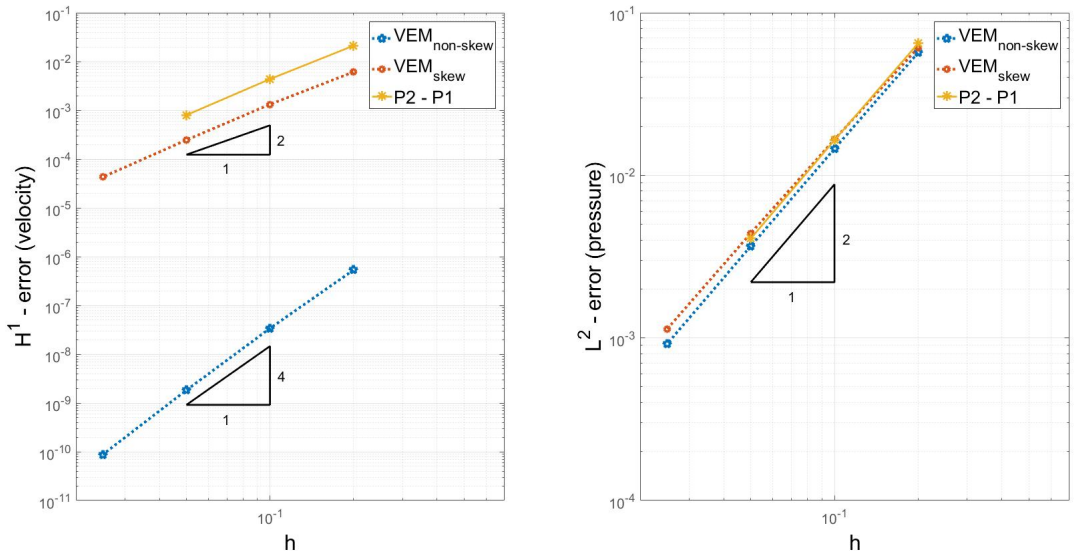 10^-1
10^-2
10^-3
10^-4
10^-5
10^-6
10^-7
10^-8
10^-9
10^-10
10^-11
H^1 - error (velocity)
VEM_non-skew
VEM_skew
P2 - P1
2
1
4
1
10^-1
h
10^-1
10^-2
10^-3
10^-4
L^2 - error (pressure)
VEM_non-skew
VEM_skew
P2 - P1
2
1
10^-1
h